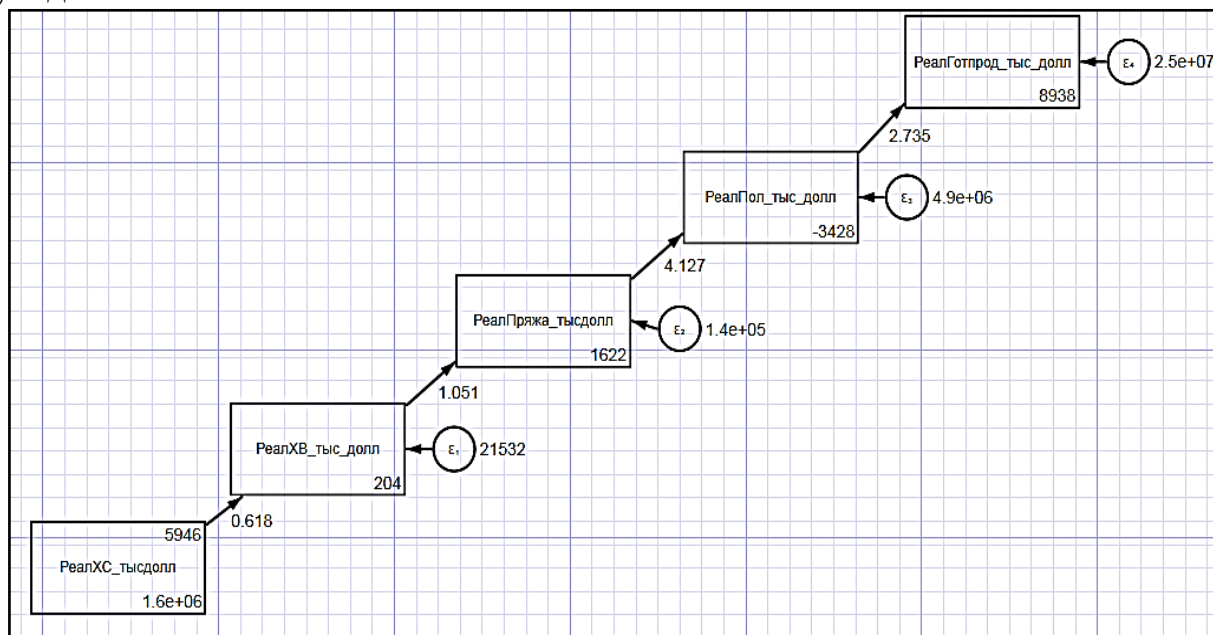 РеалГотпрод_тыс_долл
8938
ε₄
2.5e+07
2.735
РеалПол_тыс_долл
-3428
ε₃
4.9e+06
4.127
РеалПряжа_тысдолл
1622
ε₂
1.4e+05
1.051
РеалХВ_тыс_долл
204
ε₁
21532
0.618
5946
РеалХС_тысдолл
1.6e+06